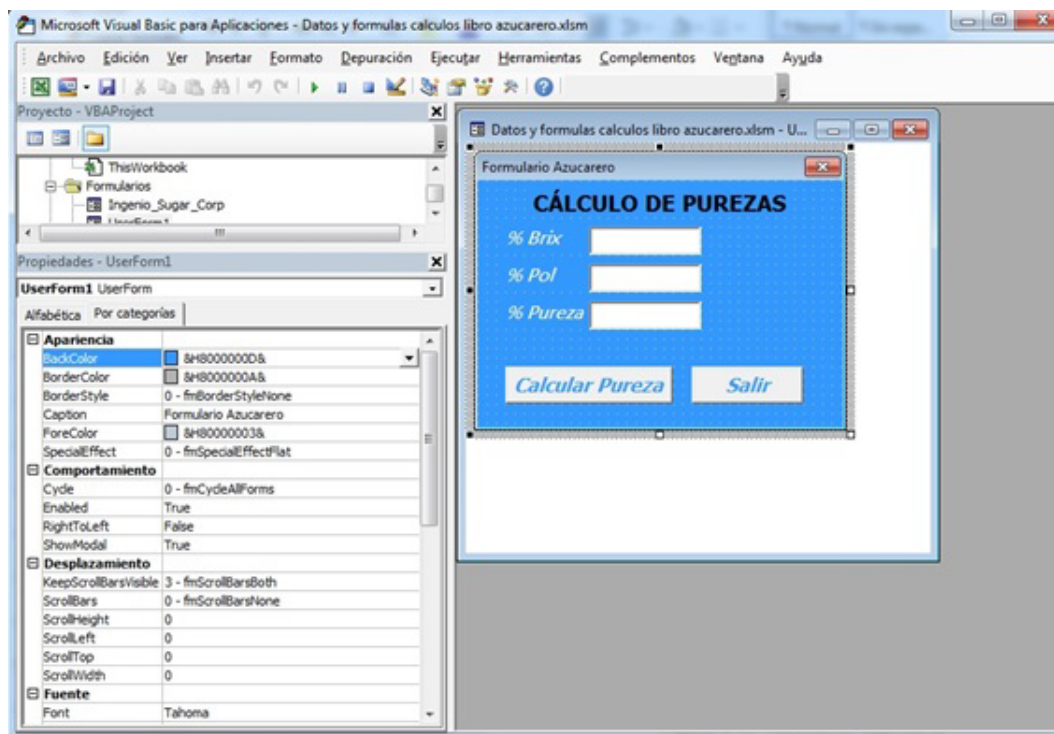 Microsoft Visual Basic para Aplicaciones - Datos y formulas calculos libro azucarero.xlsm
Archivo Edición Ver Insertar Formato Depuración Ejecutar Herramientas Complementos Ventana Ayuda
Proyecto - VBAProject
ThisWorkbook
Formularios
Ingenio_Sugar_Corp
UserForm1
Propiedades - UserForm1
UserForm1 UserForm
Alfabética Por categorías
Apariencia
BackColor &H8000000D&
BorderColor &H8000000A&
BorderStyle 0 - fmBorderStyleNone
Caption Formulario Azucarero
ForeColor &H80000003&
SpecialEffect 0 - fmSpecialEffectFlat
Comportamiento
Cycle 0 - fmCycleAllForms
Enabled True
RightToLeft False
ShowModal True
Desplazamiento
KeepScrollBarsVisible 3 - fmScrollBarsBoth
ScrollBars 0 - fmScrollBarsNone
ScrollHeight 0
ScrollLeft 0
ScrollTop 0
ScrollWidth 0
Fuente
Font Tahoma
Datos y formulas calculos libro azucarero.xlsm - U...
Formulario Azucarero
CÁLCULO DE PUREZAS
% Brix
% Pol
% Pureza
Calcular Pureza Salir